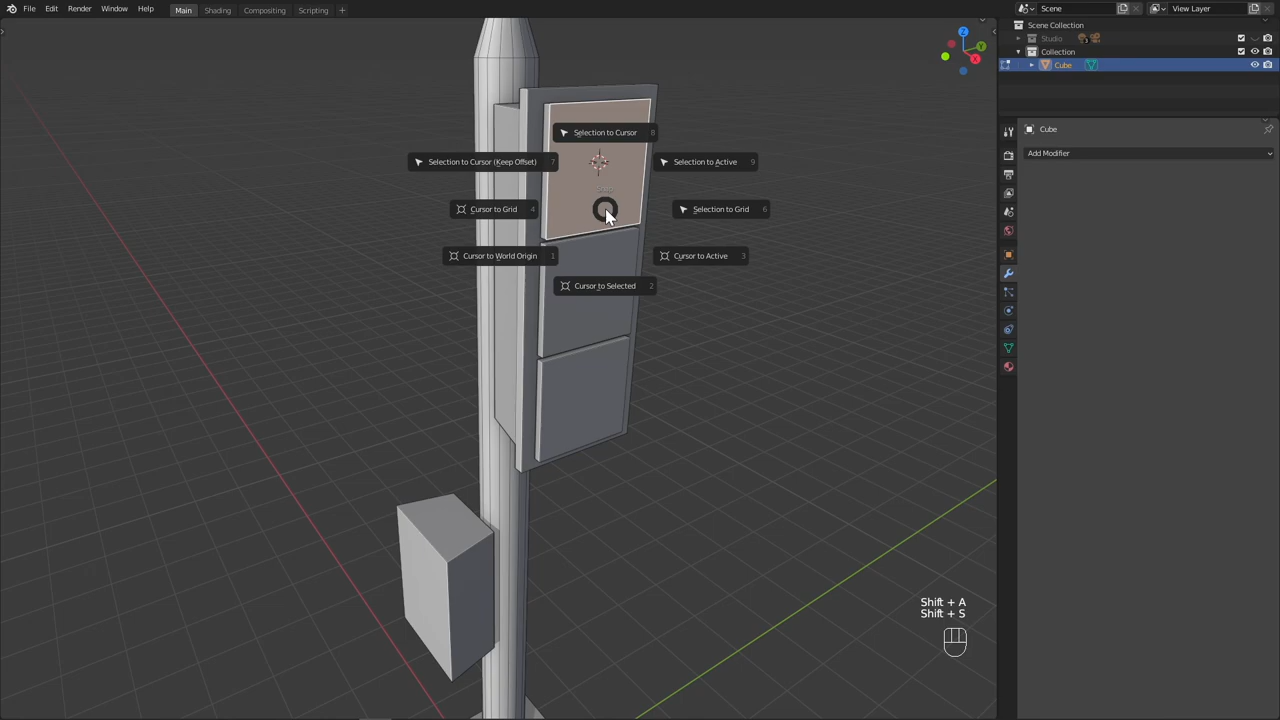 File Edit Render Window Help Main Shading Compositing Scripting + Scene View Layer
Scene Collection
Studio
Collection
Cube
Cube
Add Modifier
Selection to Cursor 8
Selection to Cursor (Keep Offset) 7
Selection to Active 9
Snap
Cursor to Grid 4
Selection to Grid 6
Cursor to World Origin 1
Cursor to Active 3
Cursor to Selected 2
Z
Y
X
Shift + A
Shift + S